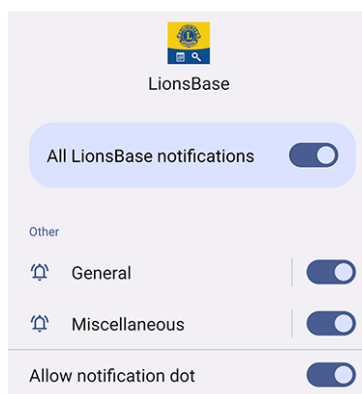 L
LionsBase
All LionsBase notifications
Other
General
Miscellaneous
Allow notification dot